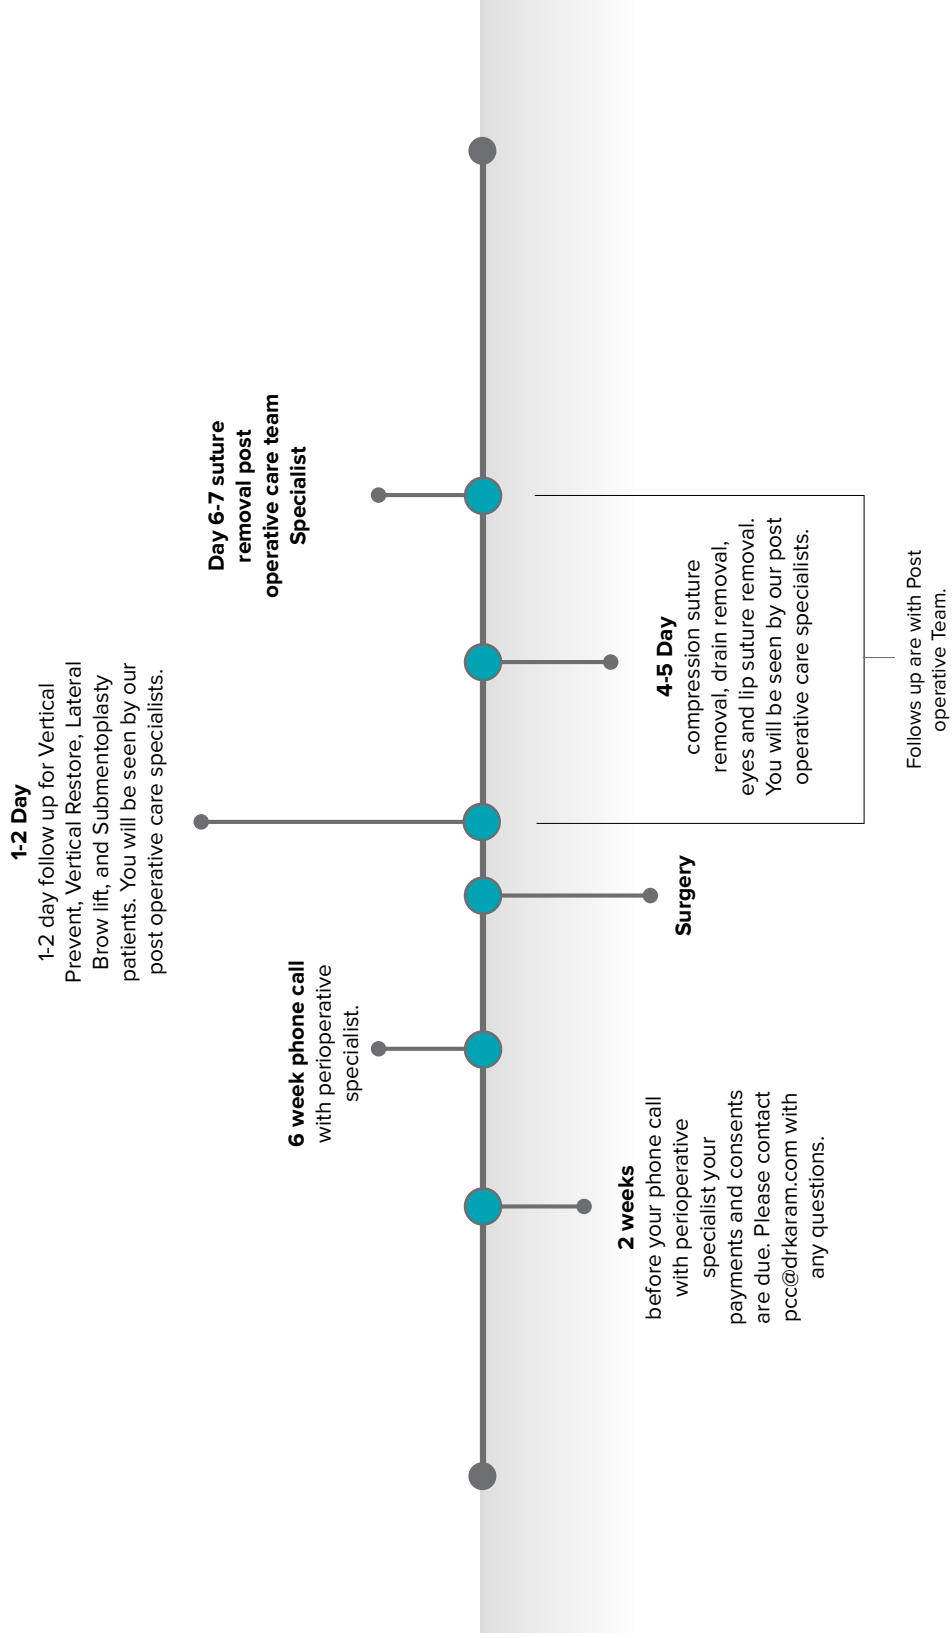 2 weeks
before your phone call
with perioperative
specialist your
payments and consents
are due. Please contact
pcc@drkaram.com with
any questions.
6 week phone call
with perioperative
specialist.
Surgery
1-2 Day
1-2 day follow up for Vertical
Prevent, Vertical Restore, Lateral
Brow lift, and Submentoplasty
patients. You will be seen by our
post operative care specialists.
4-5 Day
compression suture
removal, drain removal,
eyes and lip suture removal.
You will be seen by our post
operative care specialists.
Day 6-7 suture
removal post
operative care team
Specialist
Follows up are with Post
operative Team.